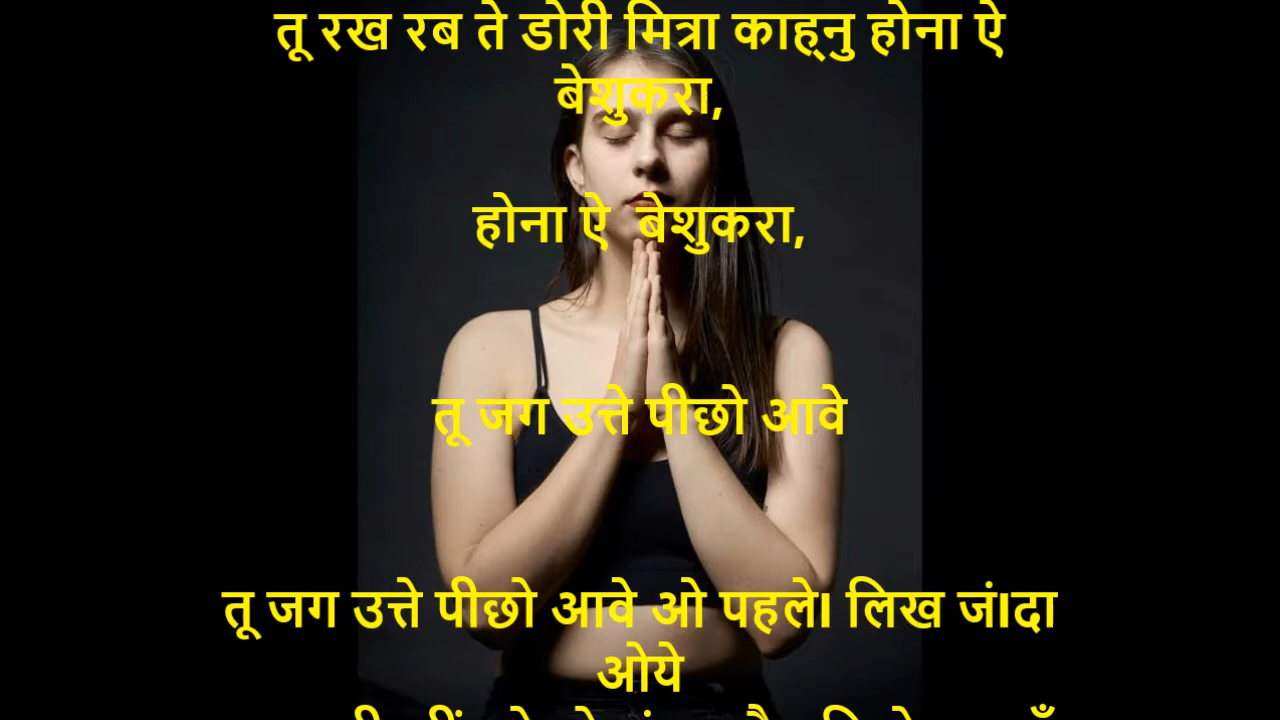 तू रख रब ते डोरी मित्रा काह्नु होना ऐ
बेशुकरा,
होना ऐ बेशुकरा,
तू जग उत्ते पीछो आवे
तू जग उत्ते पीछो आवे ओ पहले। लिख जं।दा
ओये